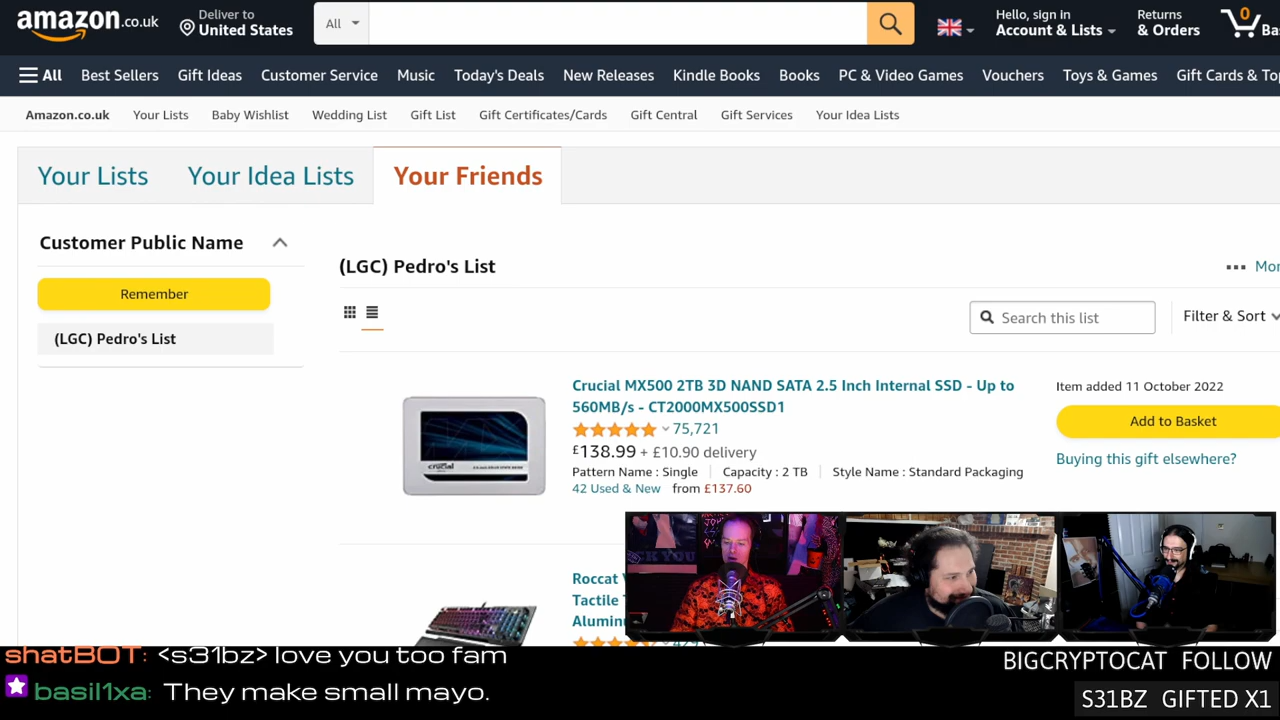 amazon.co.uk
Deliver to
United States
All
Hello, sign in
Account & Lists
Returns
& Orders
0
Ba
All Best Sellers Gift Ideas Customer Service Music Today's Deals New Releases Kindle Books Books PC & Video Games Vouchers Toys & Games Gift Cards & To
Amazon.co.uk Your Lists Baby Wishlist Wedding List Gift List Gift Certificates/Cards Gift Central Gift Services Your Idea Lists
Your Lists Your Idea Lists Your Friends
Customer Public Name
Remember
(LGC) Pedro's List
(LGC) Pedro's List
Mor
Search this list
Filter & Sort
Crucial MX500 2TB 3D NAND SATA 2.5 Inch Internal SSD - Up to
560MB/s - CT2000MX500SSD1
75,721
£138.99 + £10.90 delivery
Pattern Name : Single Capacity : 2 TB Style Name : Standard Packaging
42 Used & New from £137.60
Item added 11 October 2022
Add to Basket
Buying this gift elsewhere?
crucial
Roccat
Tactile
Aluminu
shatBOT: <s31bz> love you too fam
basil1xa: They make small mayo.
BIGCRYPTOCAT FOLLOW
S31BZ GIFTED X1